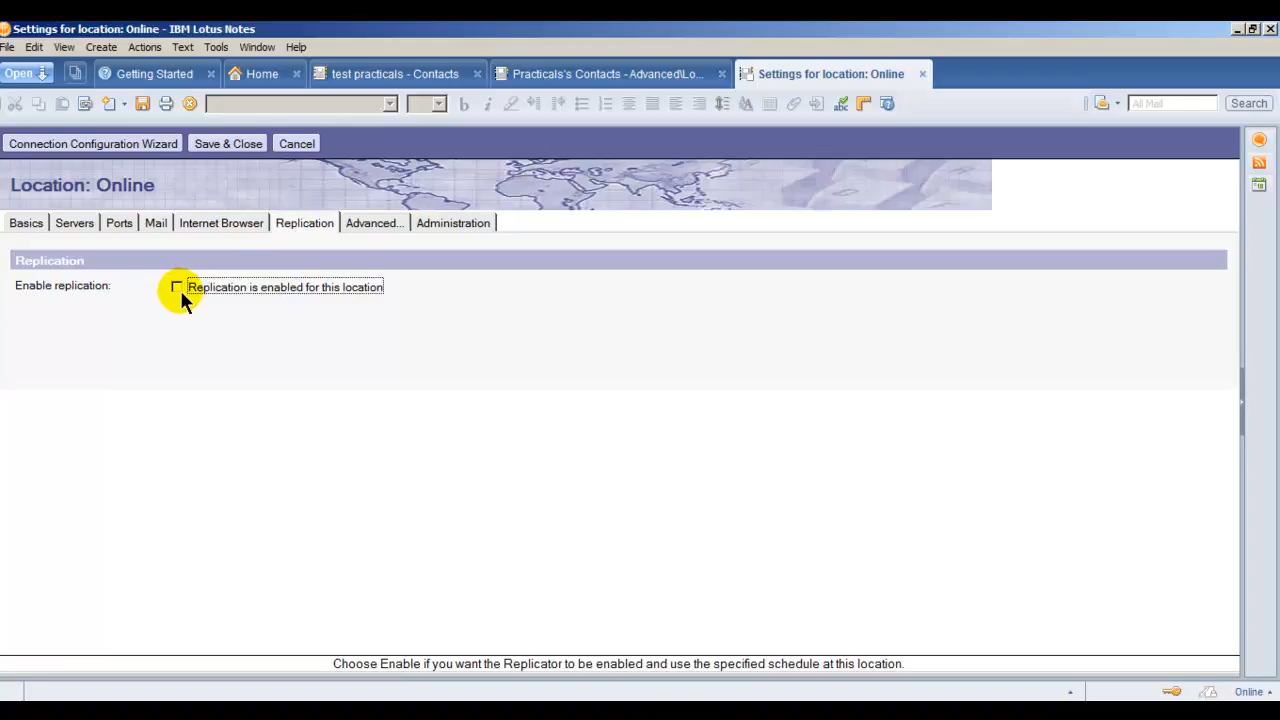 Settings for location: Online - IBM Lotus Notes
File Edit View Create Actions Text Tools Window Help
Open Getting Started Home test practicals - Contacts Practicals's Contacts - Advanced\Lo... Settings for location: Online
All Mail Search
Connection Configuration Wizard Save & Close Cancel
Location: Online
Basics Servers Ports Mail Internet Browser Replication Advanced... Administration
Replication
Enable replication: Replication is enabled for this location
Choose Enable if you want the Replicator to be enabled and use the specified schedule at this location.
Online